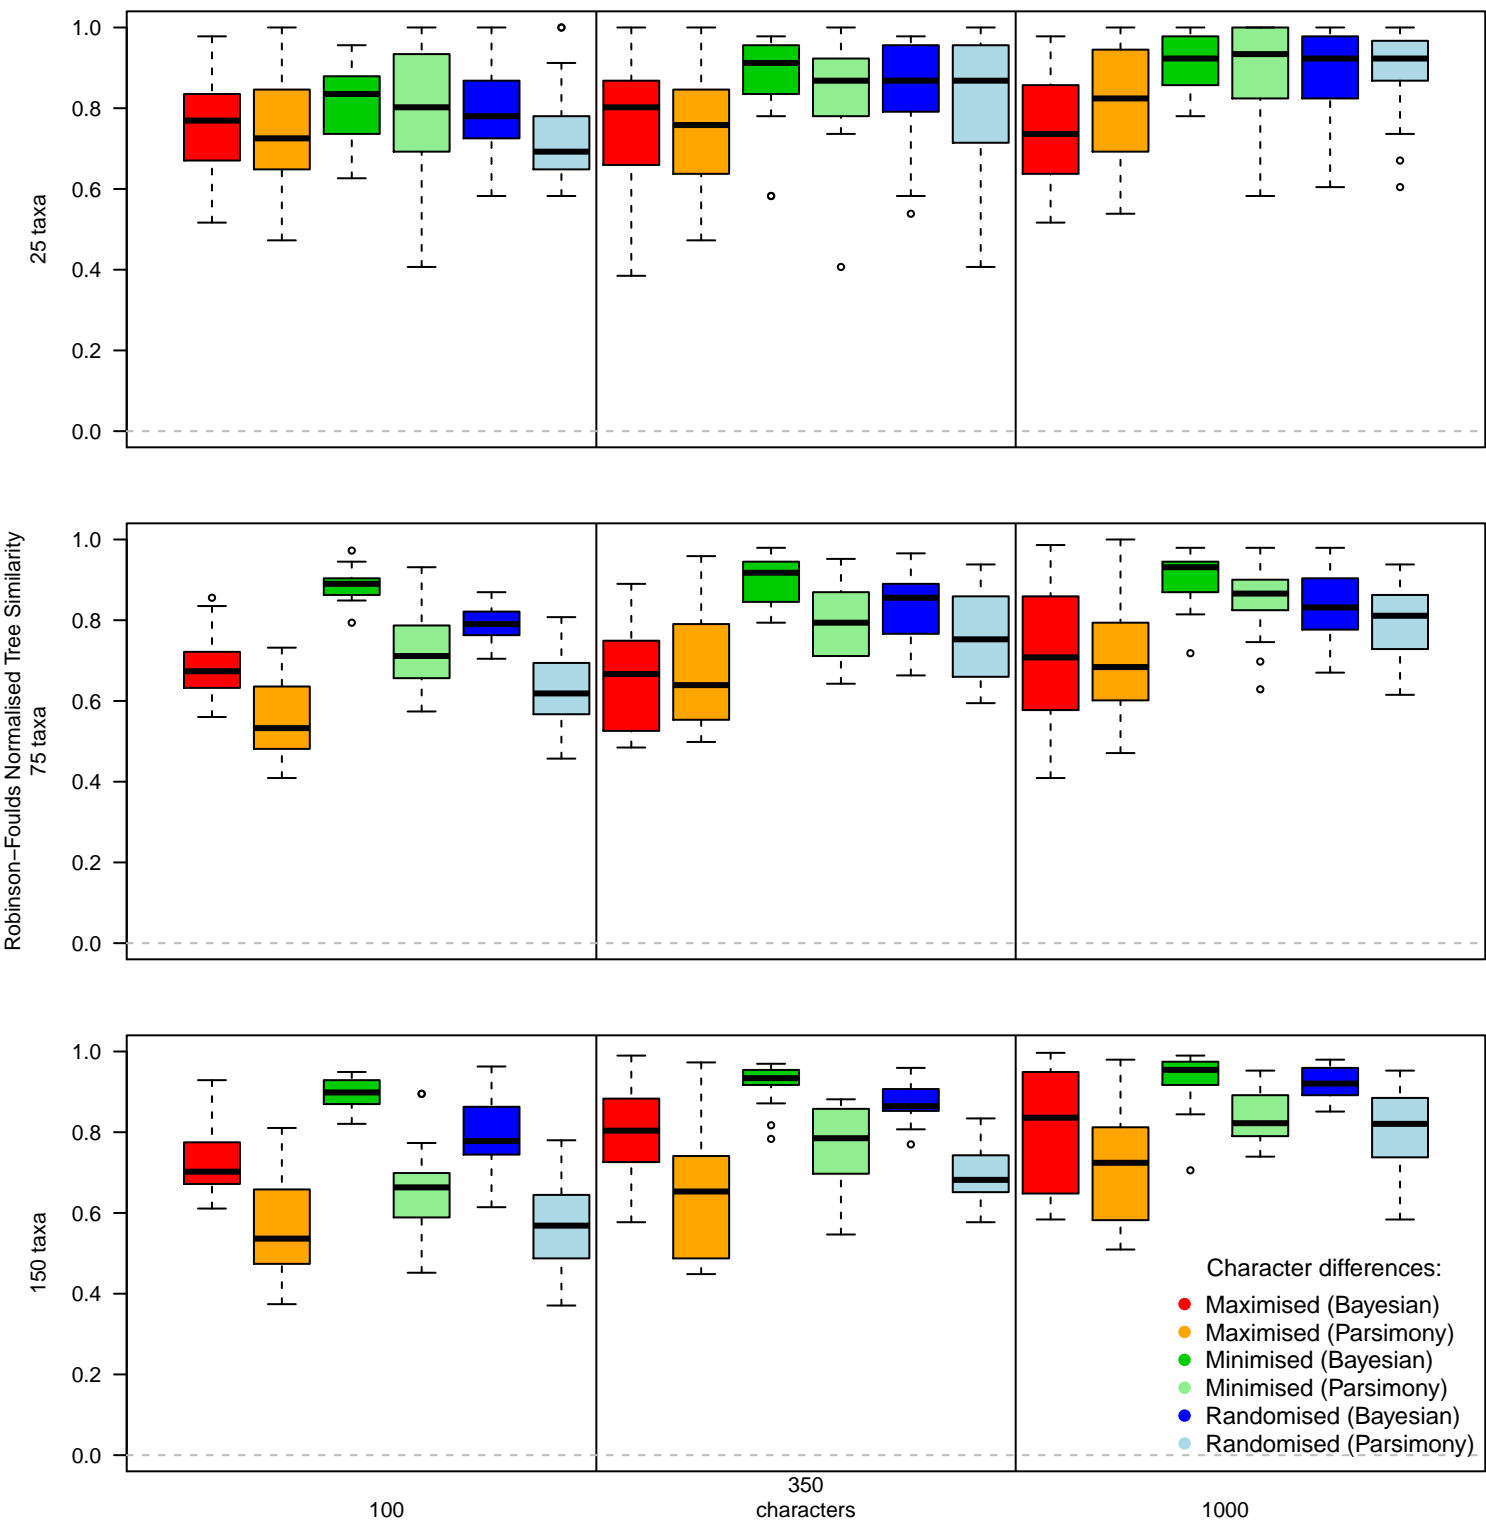 1.0
0.8
0.6
0.4
0.2
0.0
25 taxa
Robinson−Foulds Normalised Tree Similarity
1.0
0.8
0.6
0.4
0.2
0.0
75 taxa
1.0
0.8
0.6
0.4
0.2
0.0
150 taxa
Character differences:
Maximised (Bayesian)
Maximised (Parsimony)
Minimised (Bayesian)
Minimised (Parsimony)
Randomised (Bayesian)
Randomised (Parsimony)
100
350
characters
1000